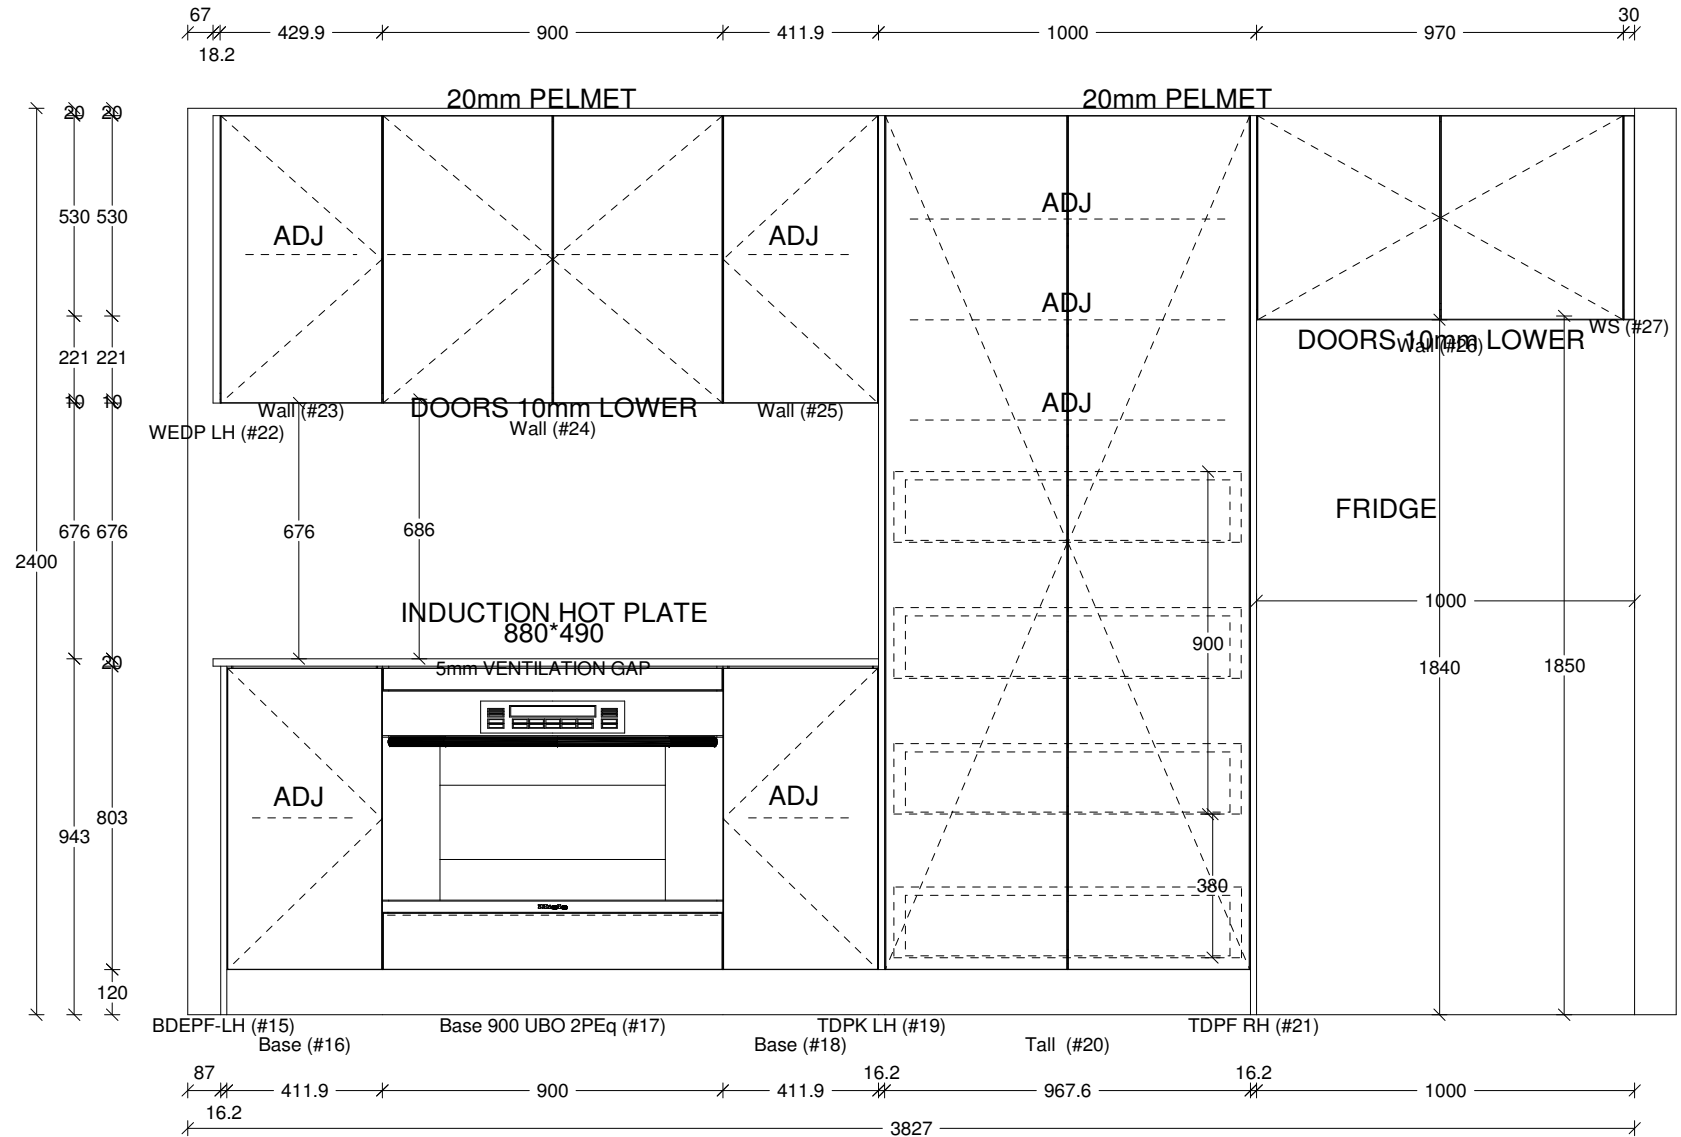 67
18.2
429.9
900
411.9
1000
970
30
20mm PELMET
20mm PELMET
20
20
530
530
ADJ
ADJ
ADJ
ADJ
ADJ
221
221
10
10
WS (#27)
DOORS 10mm LOWER
Wall (#26)
Wall (#23)
DOORS 10mm LOWER
Wall (#25)
WEDP LH (#22)
Wall (#24)
2400
676
676
676
686
900
FRIDGE
1000
1840
1850
INDUCTION HOT PLATE
880*490
20
5mm VENTILATION GAP
ADJ
ADJ
943
803
380
120
BDEPF-LH (#15)
Base 900 UBO 2PEq (#17)
TDPK LH (#19)
TDPF RH (#21)
Base (#16)
Base (#18)
Tall (#20)
87
16.2
411.9
900
411.9
16.2
967.6
16.2
1000
3827